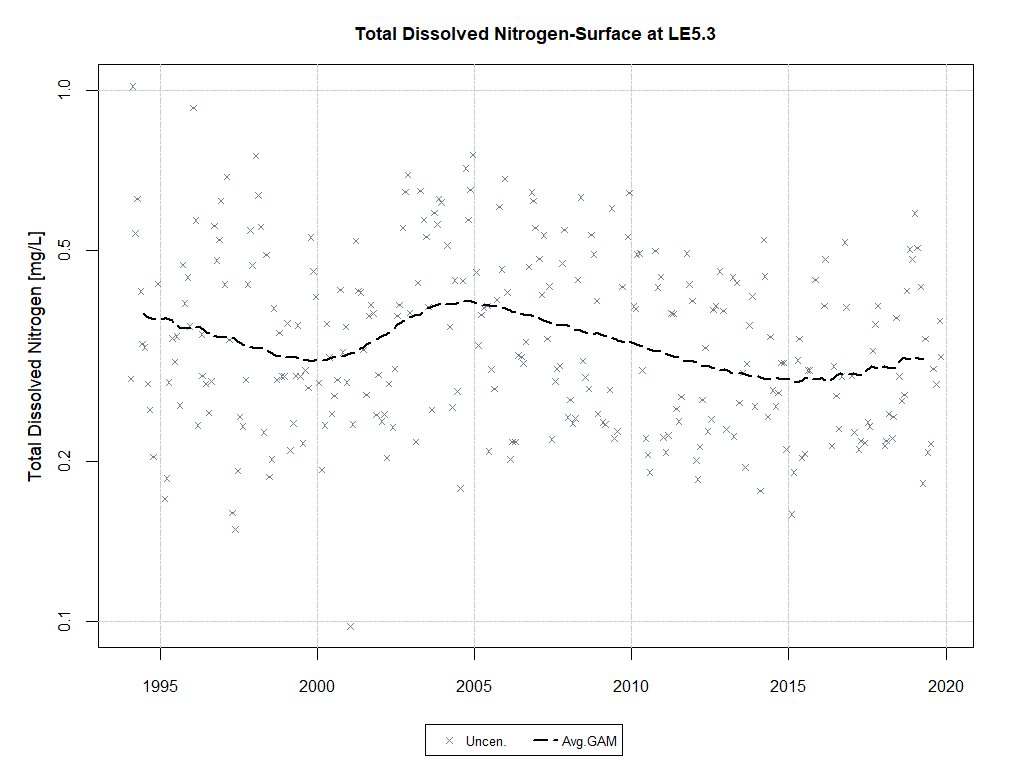 Total Dissolved Nitrogen-Surface at LE5.3
Total Dissolved Nitrogen [mg/L]
1.0
0.5
0.2
0.1
1995 2000 2005 2010 2015 2020
Uncen. Avg.GAM